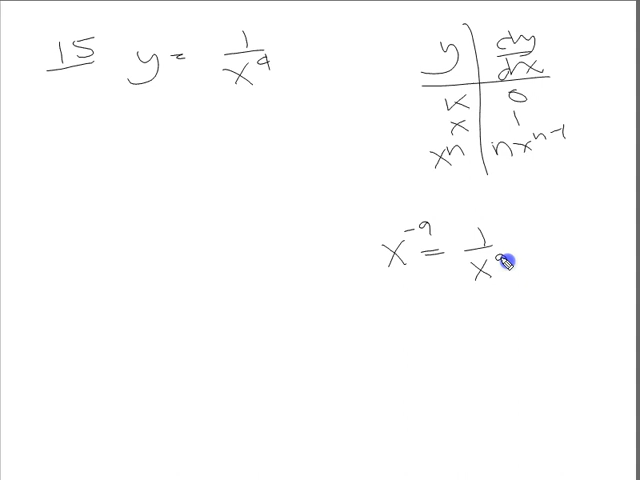 15 y = 1/x⁴
y dy/dx
k 0
x 1
xⁿ nxⁿ⁻¹
x⁻ᵃ = 1/xᵃ